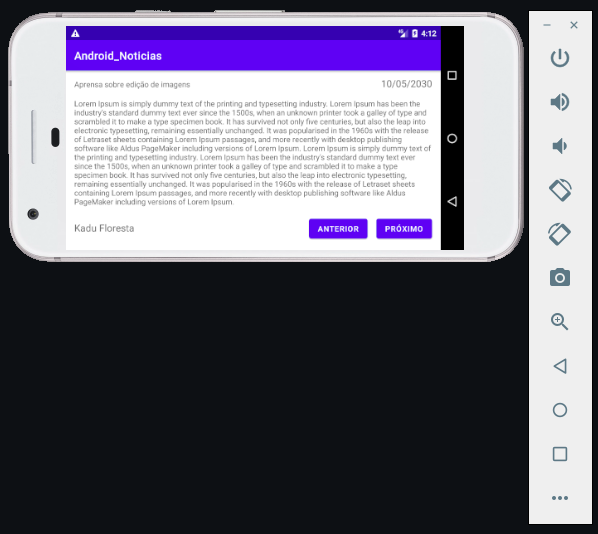 4:12
Android_Noticias
Aprensa sobre edição de imagens
10/05/2030
Lorem Ipsum is simply dummy text of the printing and typesetting industry. Lorem Ipsum has been the
industry's standard dummy text ever since the 1500s, when an unknown printer took a galley of type and
scrambled it to make a type specimen book. It has survived not only five centuries, but also the leap into
electronic typesetting, remaining essentially unchanged. It was popularised in the 1960s with the release
of Letraset sheets containing Lorem Ipsum passages, and more recently with desktop publishing
software like Aldus PageMaker including versions of Lorem Ipsum. Lorem Ipsum is simply dummy text of
the printing and typesetting industry. Lorem Ipsum has been the industry's standard dummy text ever
since the 1500s, when an unknown printer took a galley of type and scrambled it to make a type
specimen book. It has survived not only five centuries, but also the leap into electronic typesetting,
remaining essentially unchanged. It was popularised in the 1960s with the release of Letraset sheets
containing Lorem Ipsum passages, and more recently with desktop publishing software like Aldus
PageMaker including versions of Lorem Ipsum.
Kadu Floresta
ANTERIOR
PRÓXIMO